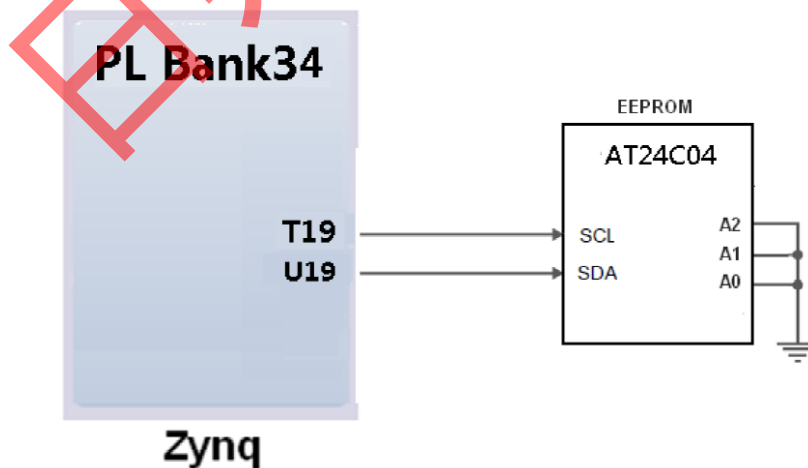 PL Bank34
EEPROM
AT24C04
T19
SCL
A2
A1
U19
SDA
A0
Zynq